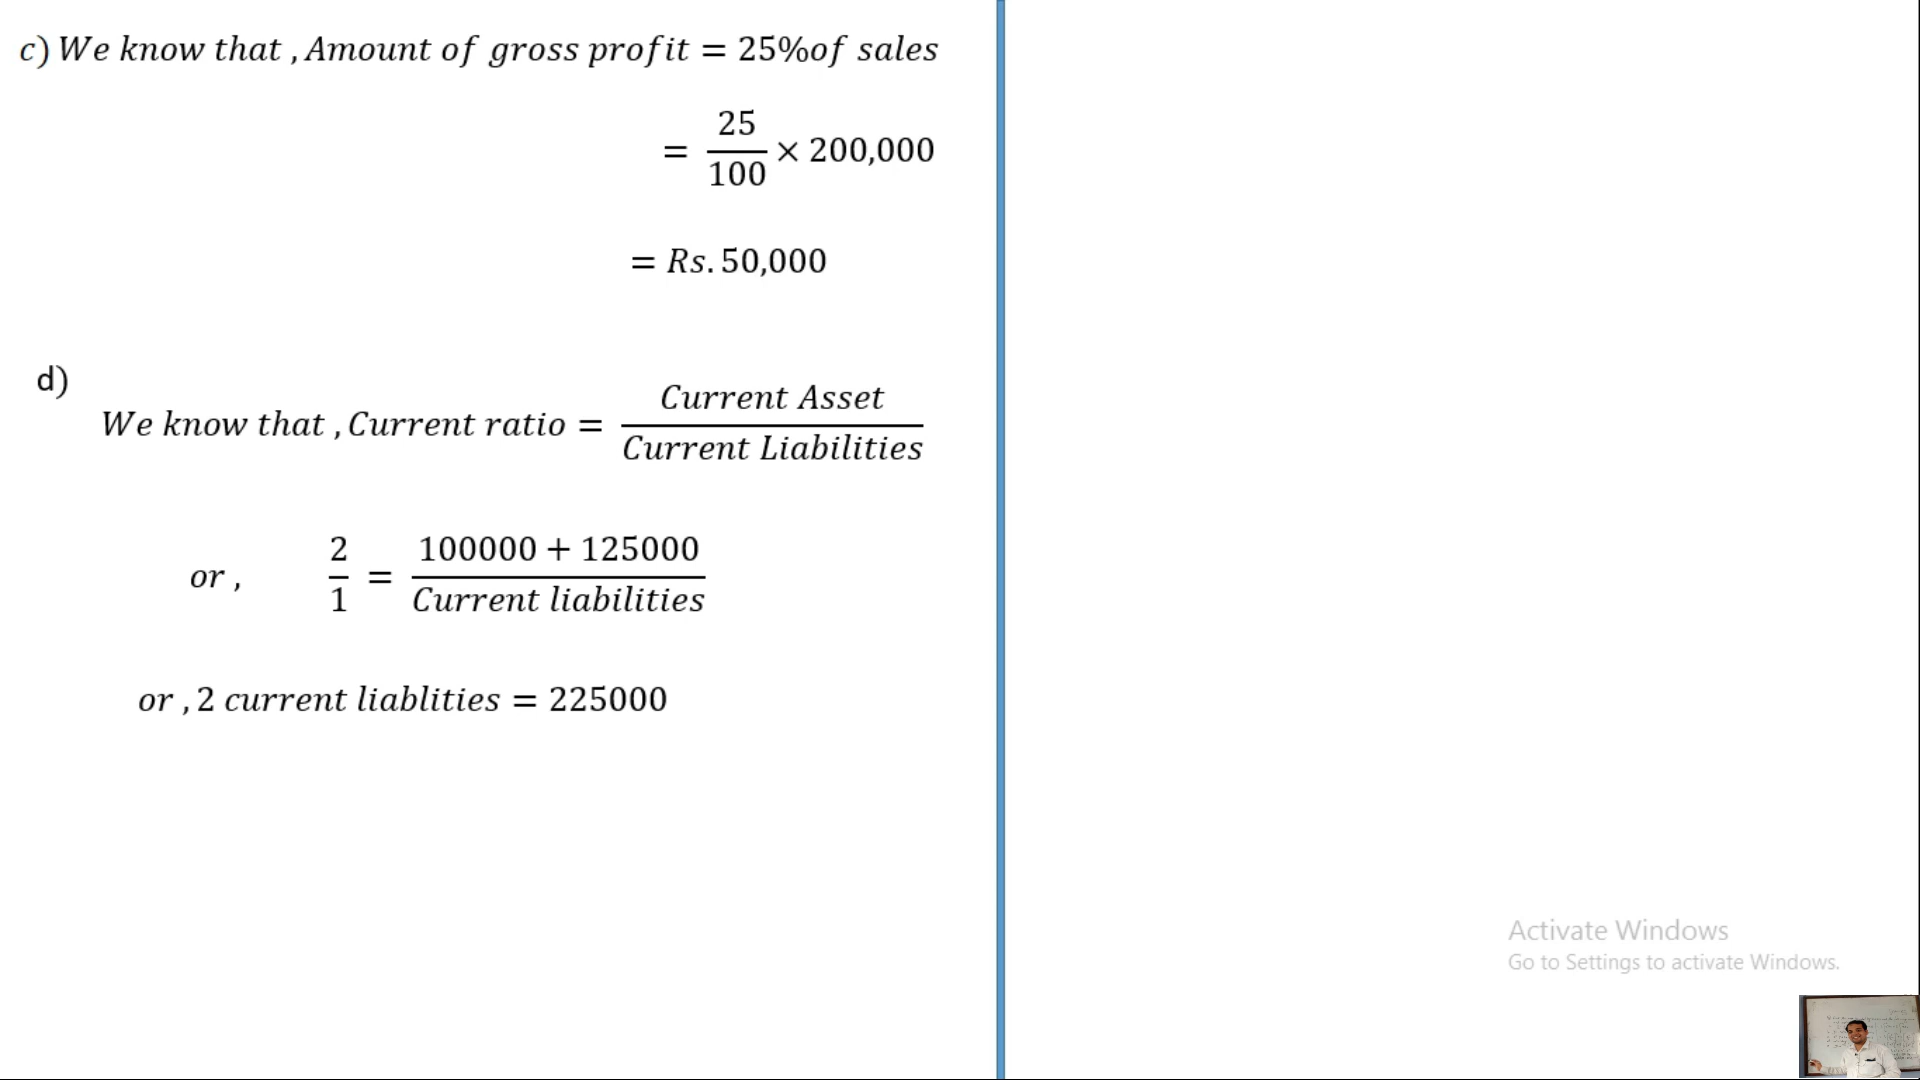 c) We know that , Amount of gross profit = 25%of sales
= 25/100 × 200,000
= Rs. 50,000
d)
We know that , Current ratio = Current Asset/Current Liabilities
or , 2/1 = 100000 + 125000/Current liabilities
or , 2 current liablities = 225000
Activate Windows
Go to Settings to activate Windows.